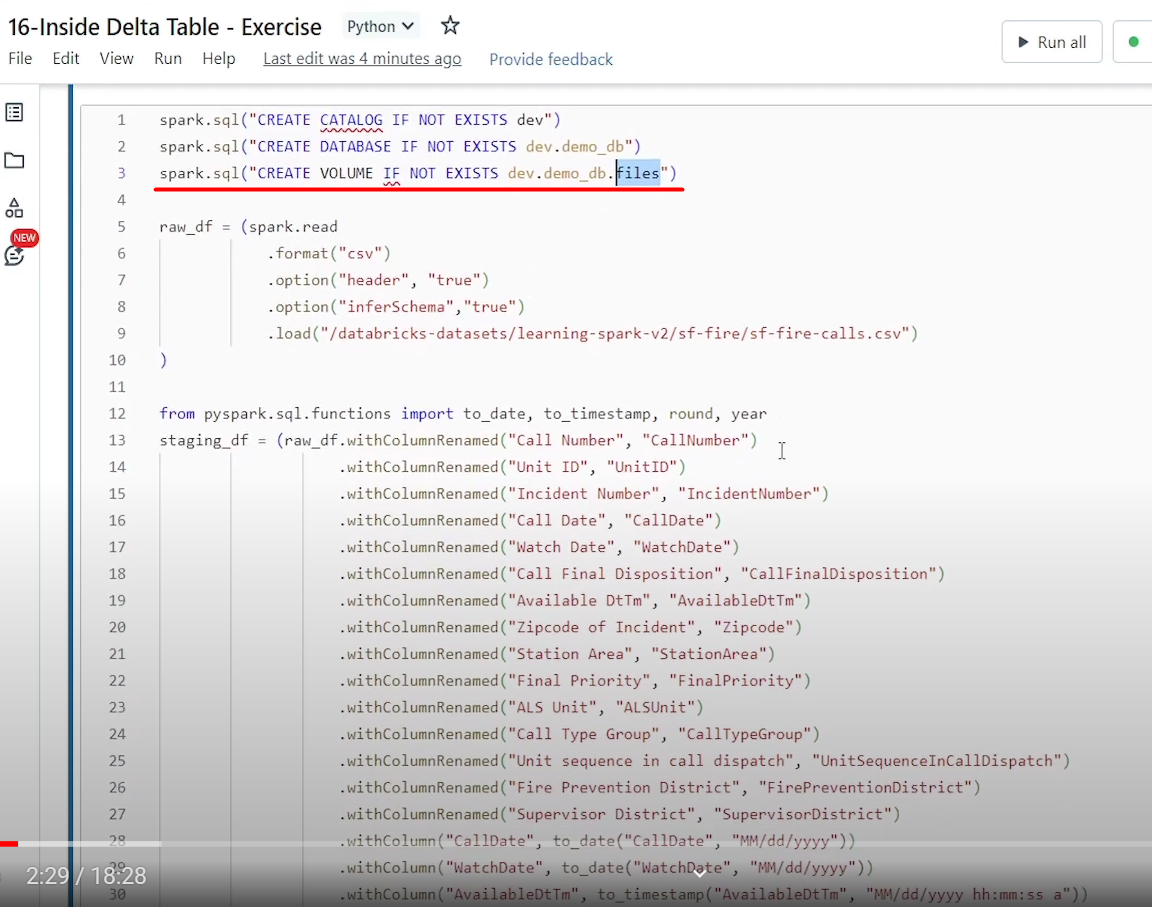 16-Inside Delta Table - Exercise Python
File Edit View Run Help Last edit was 4 minutes ago Provide feedback
Run all
NEW
1 spark.sql("CREATE CATALOG IF NOT EXISTS dev")
2 spark.sql("CREATE DATABASE IF NOT EXISTS dev.demo_db")
3 spark.sql("CREATE VOLUME IF NOT EXISTS dev.demo_db.files")
4
5 raw_df = (spark.read
6 .format("csv")
7 .option("header", "true")
8 .option("inferSchema","true")
9 .load("/databricks-datasets/learning-spark-v2/sf-fire/sf-fire-calls.csv")
10 )
11
12 from pyspark.sql.functions import to_date, to_timestamp, round, year
13 staging_df = (raw_df.withColumnRenamed("Call Number", "CallNumber")
14 .withColumnRenamed("Unit ID", "UnitID")
15 .withColumnRenamed("Incident Number", "IncidentNumber")
16 .withColumnRenamed("Call Date", "CallDate")
17 .withColumnRenamed("Watch Date", "WatchDate")
18 .withColumnRenamed("Call Final Disposition", "CallFinalDisposition")
19 .withColumnRenamed("Available DtTm", "AvailableDtTm")
20 .withColumnRenamed("Zipcode of Incident", "Zipcode")
21 .withColumnRenamed("Station Area", "StationArea")
22 .withColumnRenamed("Final Priority", "FinalPriority")
23 .withColumnRenamed("ALS Unit", "ALSUnit")
24 .withColumnRenamed("Call Type Group", "CallTypeGroup")
25 .withColumnRenamed("Unit sequence in call dispatch", "UnitSequenceInCallDispatch")
26 .withColumnRenamed("Fire Prevention District", "FirePreventionDistrict")
27 .withColumnRenamed("Supervisor District", "SupervisorDistrict")
28 .withColumn("CallDate", to_date("CallDate", "MM/dd/yyyy"))
29 .withColumn("WatchDate", to_date("WatchDate", "MM/dd/yyyy"))
2:29 / 18:28
30 .withColumn("AvailableDtTm", to_timestamp("AvailableDtTm", "MM/dd/yyyy hh:mm:ss a"))